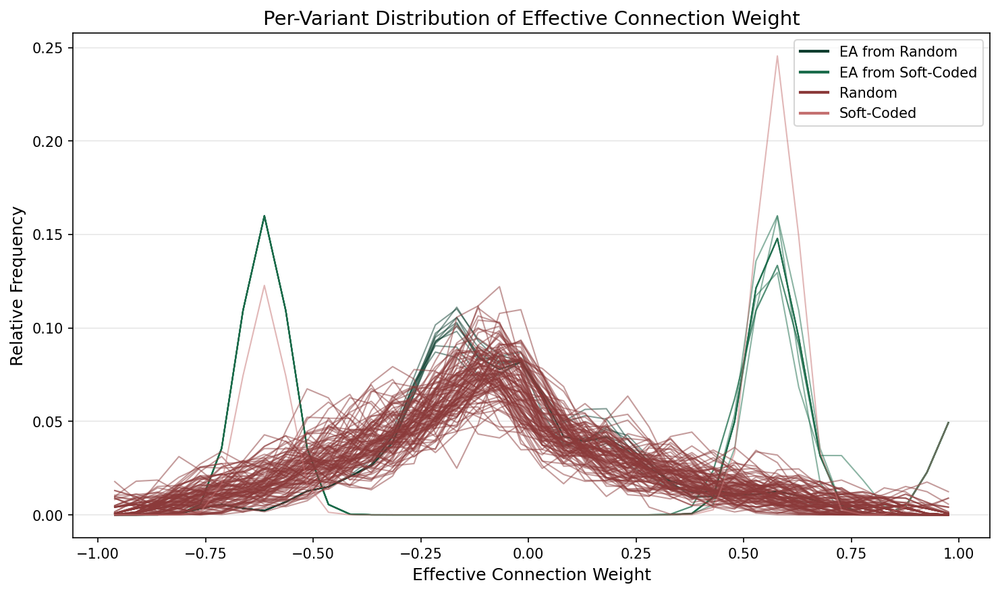 Per-Variant Distribution of Effective Connection Weight
0.25
0.20
0.15
0.10
0.05
0.00
Relative Frequency
EA from Random
EA from Soft-Coded
Random
Soft-Coded
−1.00 −0.75 −0.50 −0.25 0.00 0.25 0.50 0.75 1.00
Effective Connection Weight